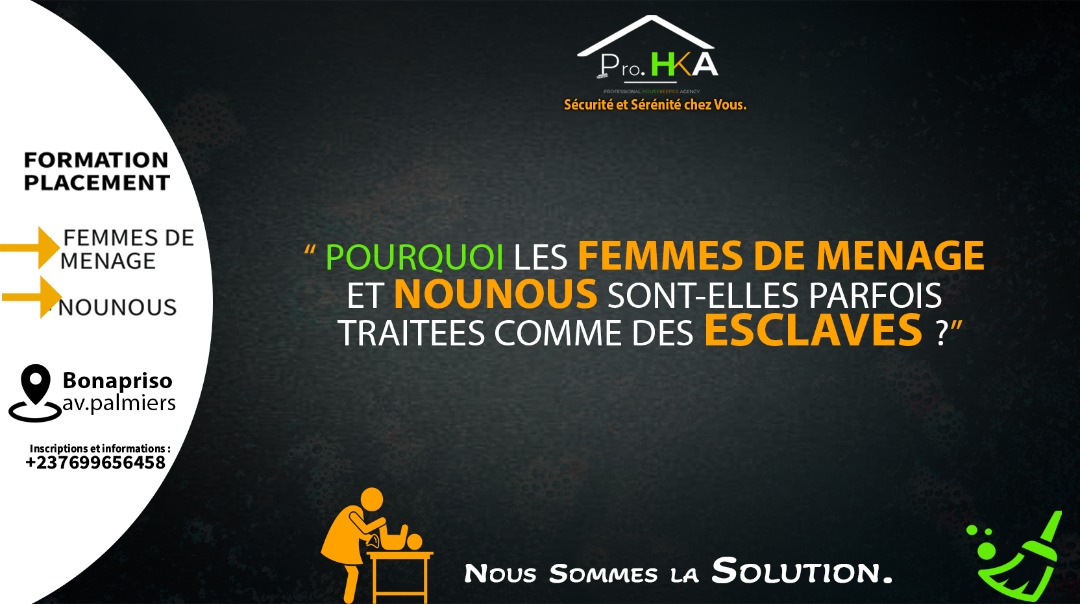 Pro. HKA
PROFESSIONAL HOUSEKEEPER AGENCY
Sécurité et Sérénité chez Vous.
FORMATION
PLACEMENT
FEMMES DE
MENAGE
NOUNOUS
Bonapriso
av.palmiers
Inscriptions et informations :
+237699656458
“ POURQUOI LES FEMMES DE MENAGE
ET NOUNOUS SONT-ELLES PARFOIS
TRAITEES COMME DES ESCLAVES ?”
Nous Sommes la Solution.